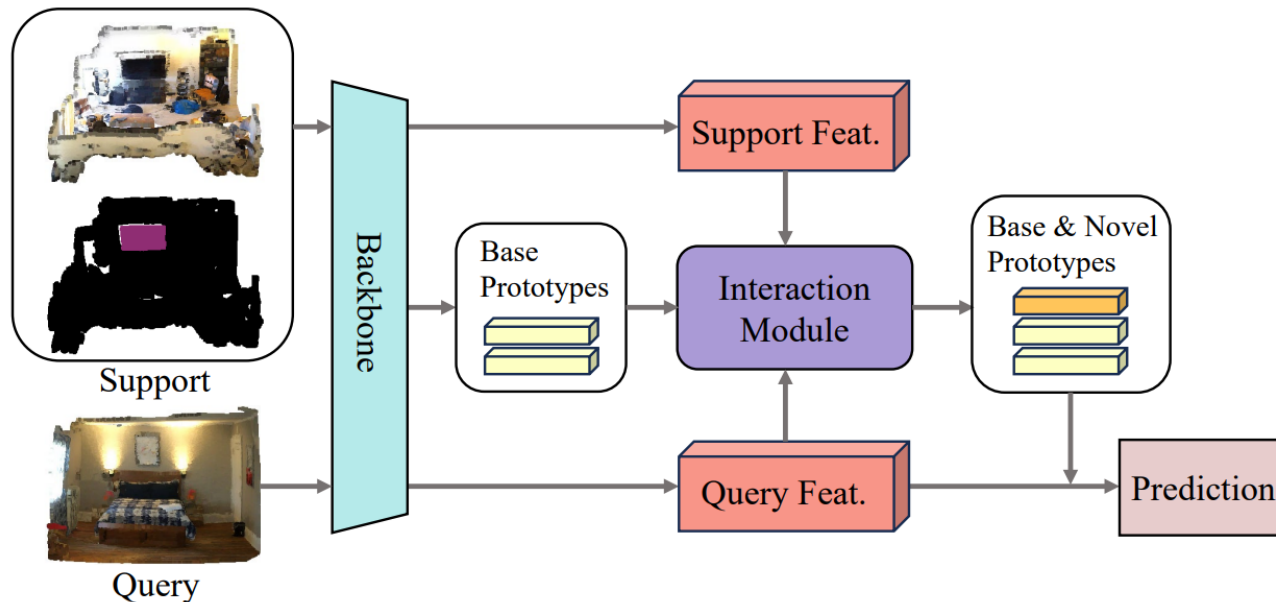 Support
Query
Backbone
Support Feat.
Base
Prototypes
Interaction
Module
Query Feat.
Base & Novel
Prototypes
Prediction